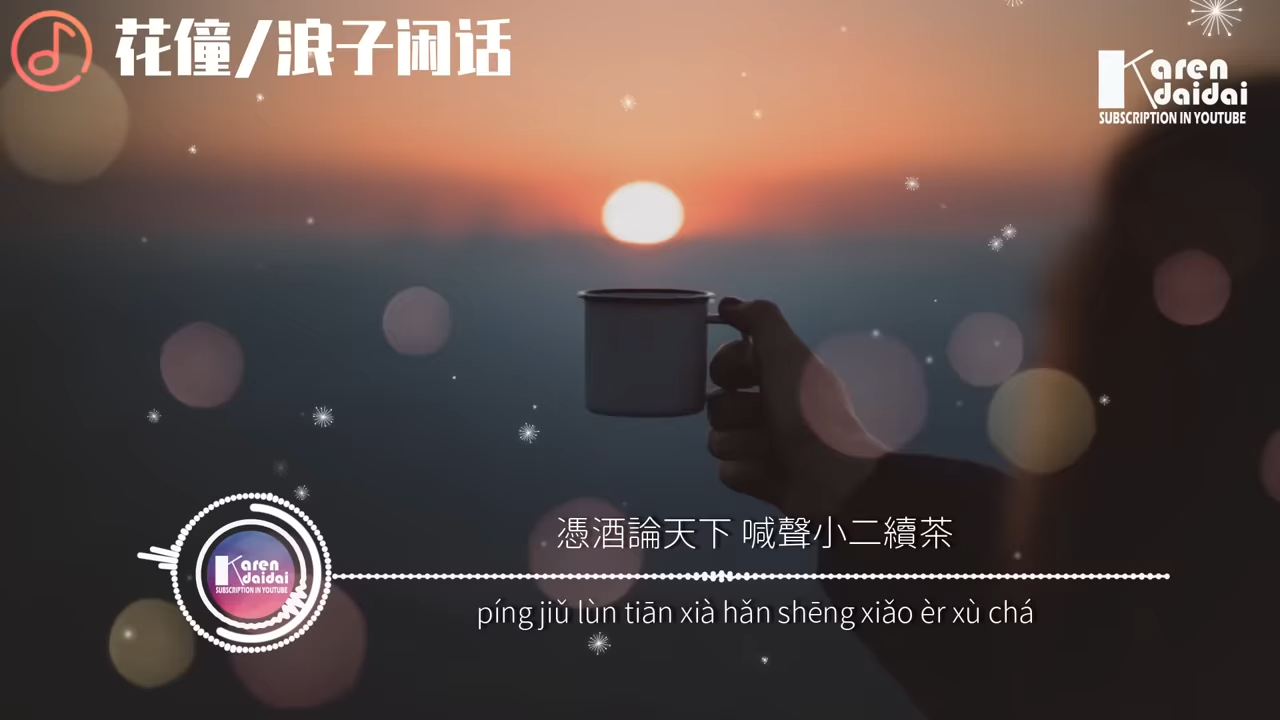 花僮/浪子闲话
Karen
daidai
SUBSCRIPTION IN YOUTUBE
憑酒論天下 喊聲小二續茶
píng jiǔ lùn tiān xià hǎn shēng xiǎo èr xù chá
Karen
daidai
SUBSCRIPTION IN YOUTUBE